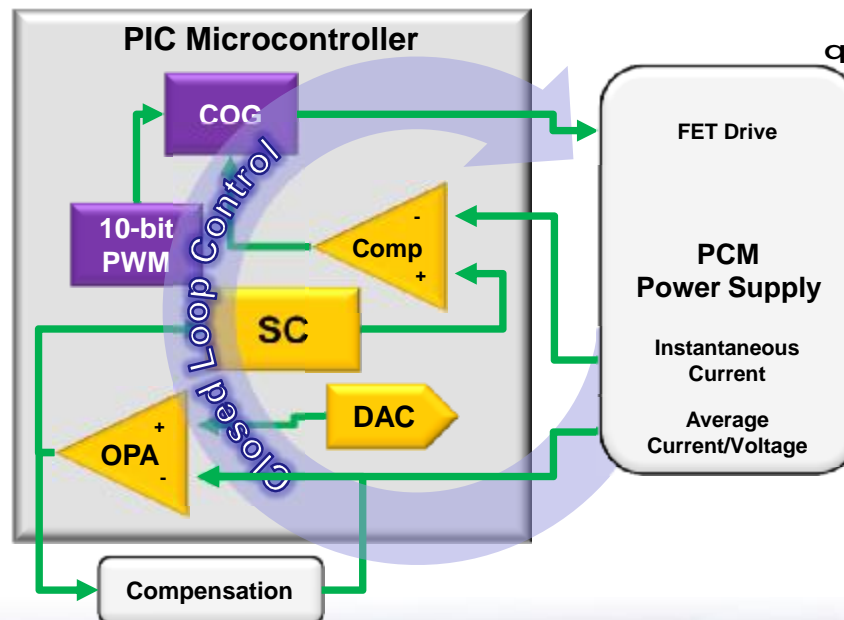 PIC Microcontroller
q
COG
FET Drive
10-bit
PWM
-
Comp
+
PCM
Power Supply
Closed Loop Control
SC
Instantaneous
Current
DAC
+
OPA
-
Average
Current/Voltage
Compensation